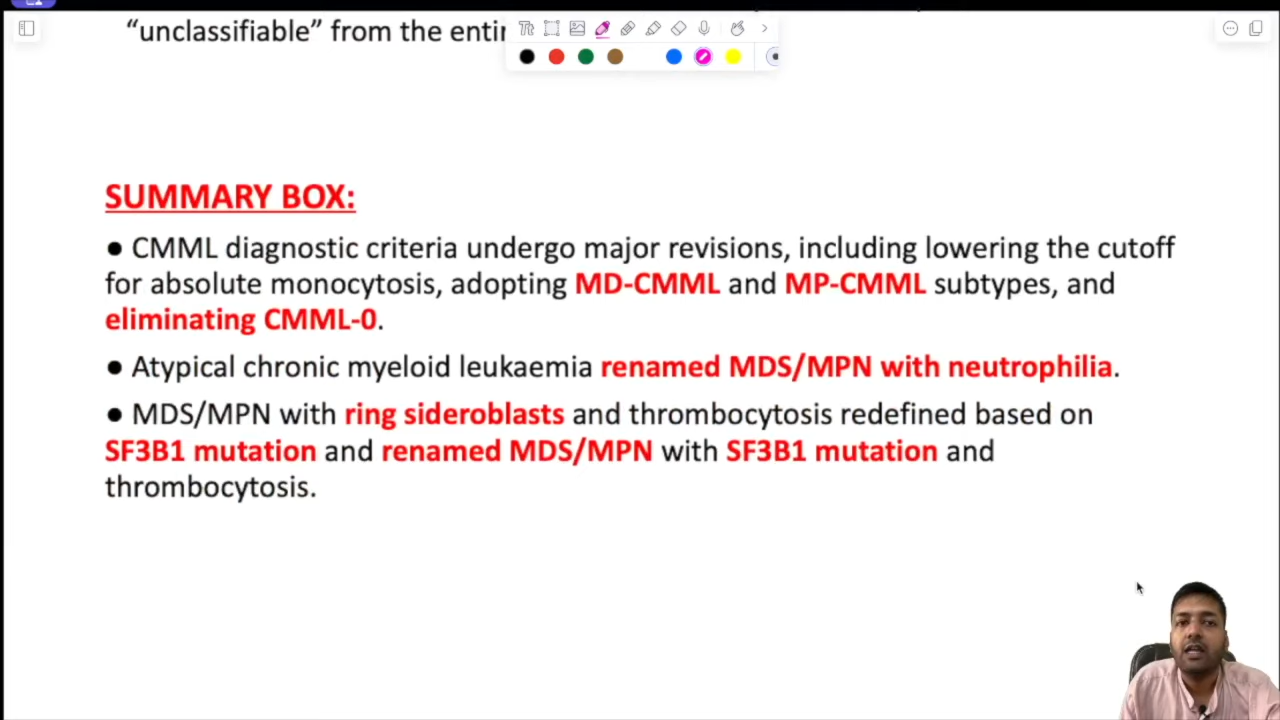 “unclassifiable” from the entir
Tt
SUMMARY BOX:
● CMML diagnostic criteria undergo major revisions, including lowering the cutoff
for absolute monocytosis, adopting MD-CMML and MP-CMML subtypes, and
eliminating CMML-0.
● Atypical chronic myeloid leukaemia renamed MDS/MPN with neutrophilia.
● MDS/MPN with ring sideroblasts and thrombocytosis redefined based on
SF3B1 mutation and renamed MDS/MPN with SF3B1 mutation and
thrombocytosis.